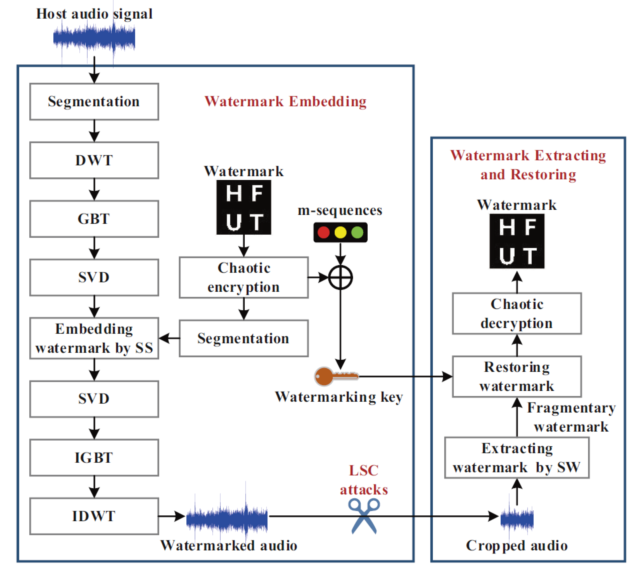 Host audio signal
Segmentation
DWT
GBT
SVD
Embedding
watermark by SS
SVD
IGBT
IDWT
Watermark Embedding
Watermark
H F
U T
m-sequences
Chaotic
encryption
Segmentation
Watermarking key
LSC
attacks
Watermarked audio
Watermark Extracting
and Restoring
Watermark
H F
U T
Chaotic
decryption
Restoring
watermark
Fragmentary
watermark
Extracting
watermark by SW
Cropped audio